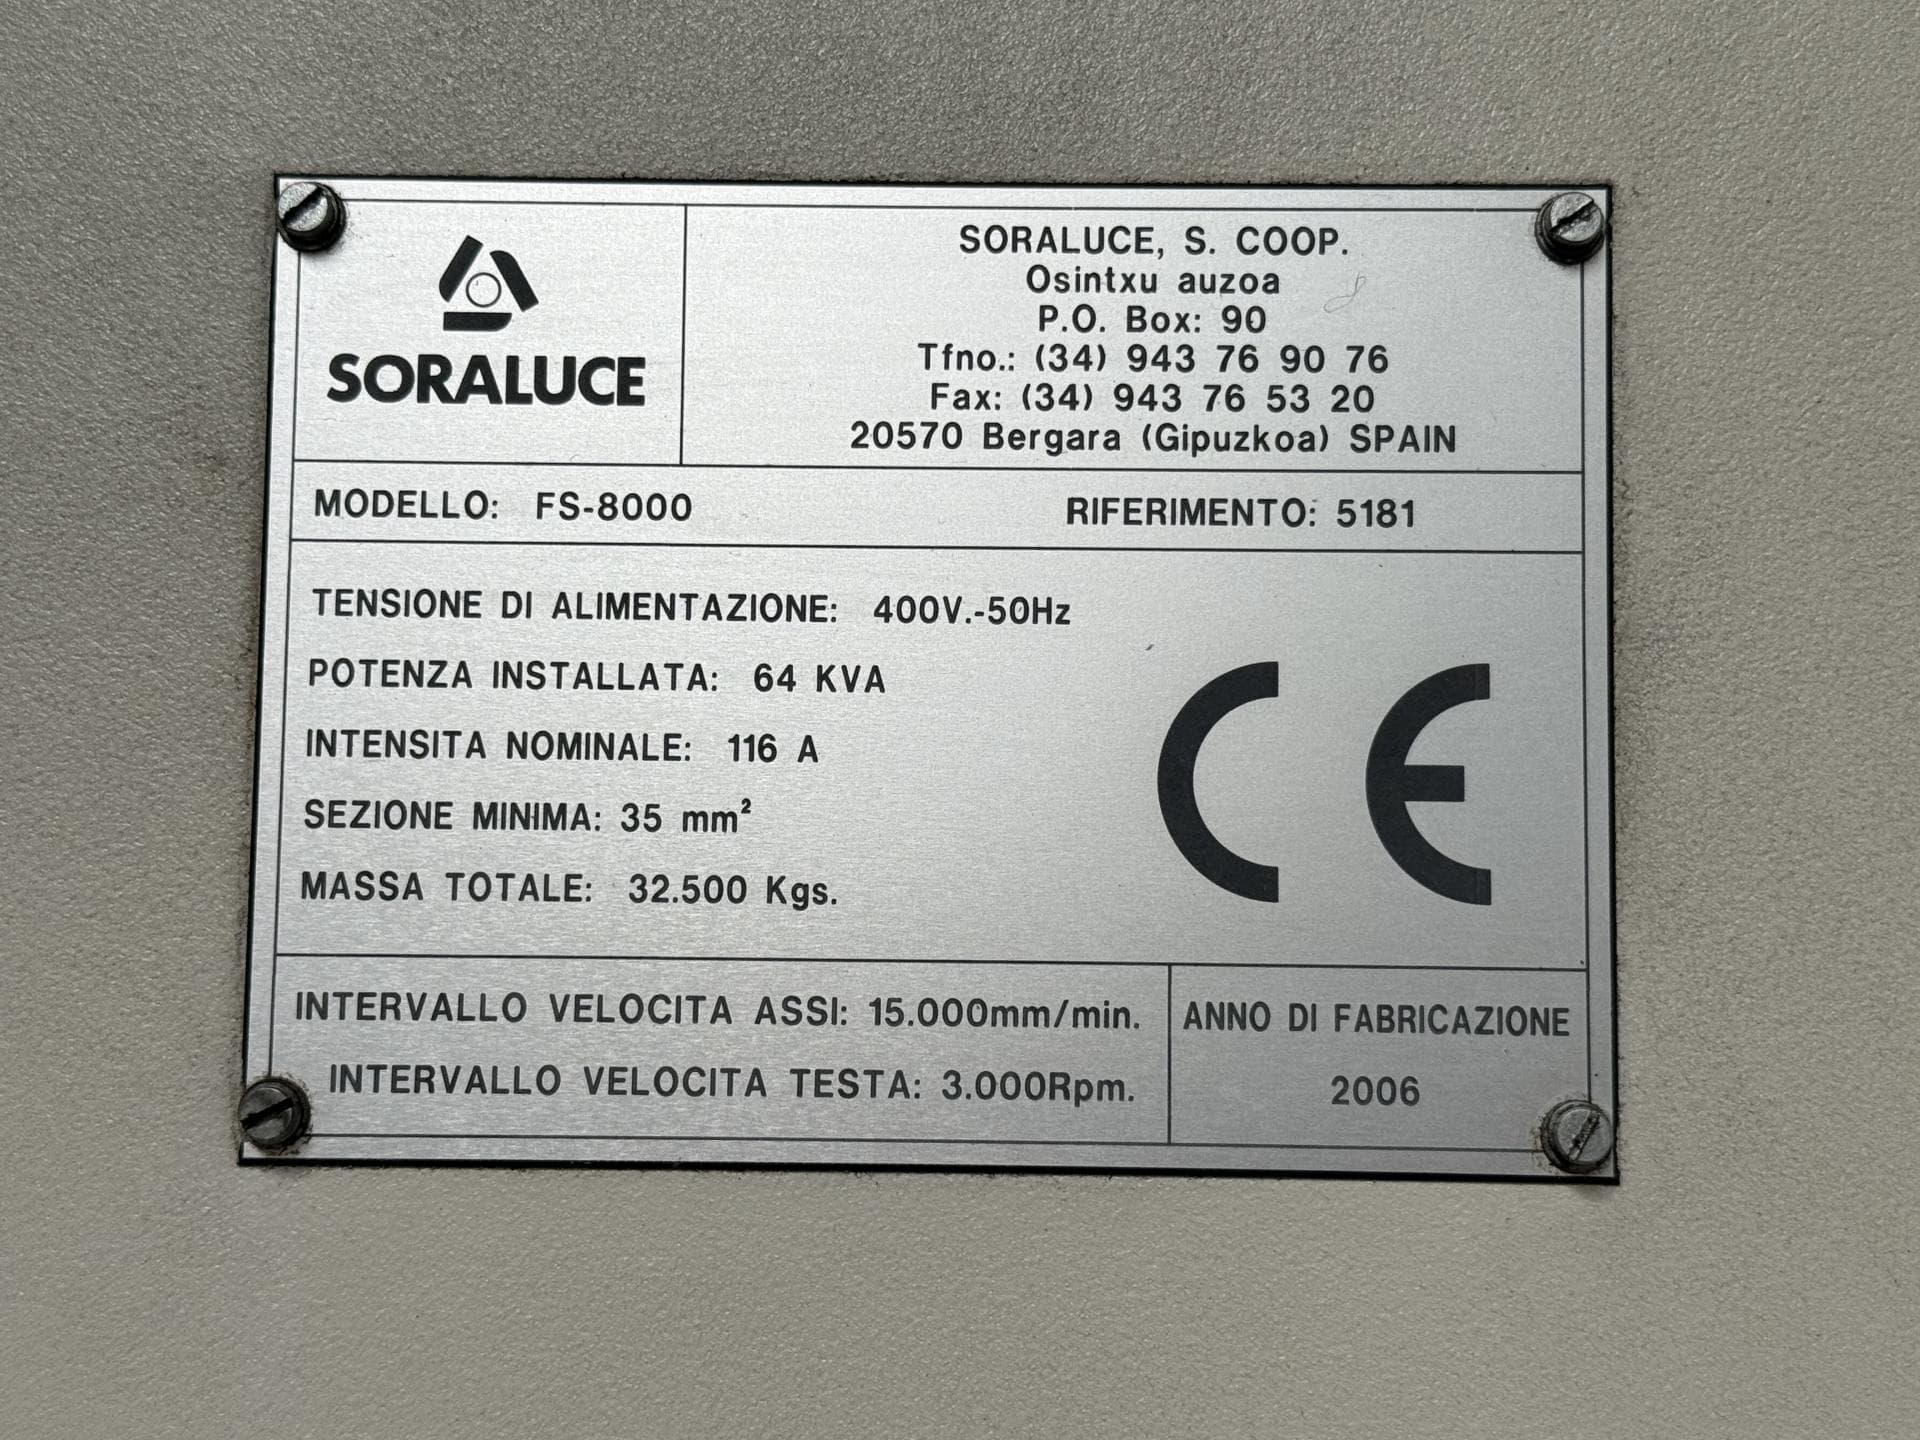 SORALUCE
SORALUCE, S. COOP.
Osintxu auzoa
P.O. Box: 90
Tfno.: (34) 943 76 90 76
Fax: (34) 943 76 53 20
20570 Bergara (Gipuzkoa) SPAIN
MODELLO: FS-8000
RIFERIMENTO: 5181
TENSIONE DI ALIMENTAZIONE: 400V.-50Hz
POTENZA INSTALLATA: 64 KVA
INTENSITA NOMINALE: 116 A
SEZIONE MINIMA: 35 mm²
MASSA TOTALE: 32.500 Kgs.
CE
INTERVALLO VELOCITA ASSI: 15.000mm/min.
INTERVALLO VELOCITA TESTA: 3.000Rpm.
ANNO DI FABRICAZIONE
2006